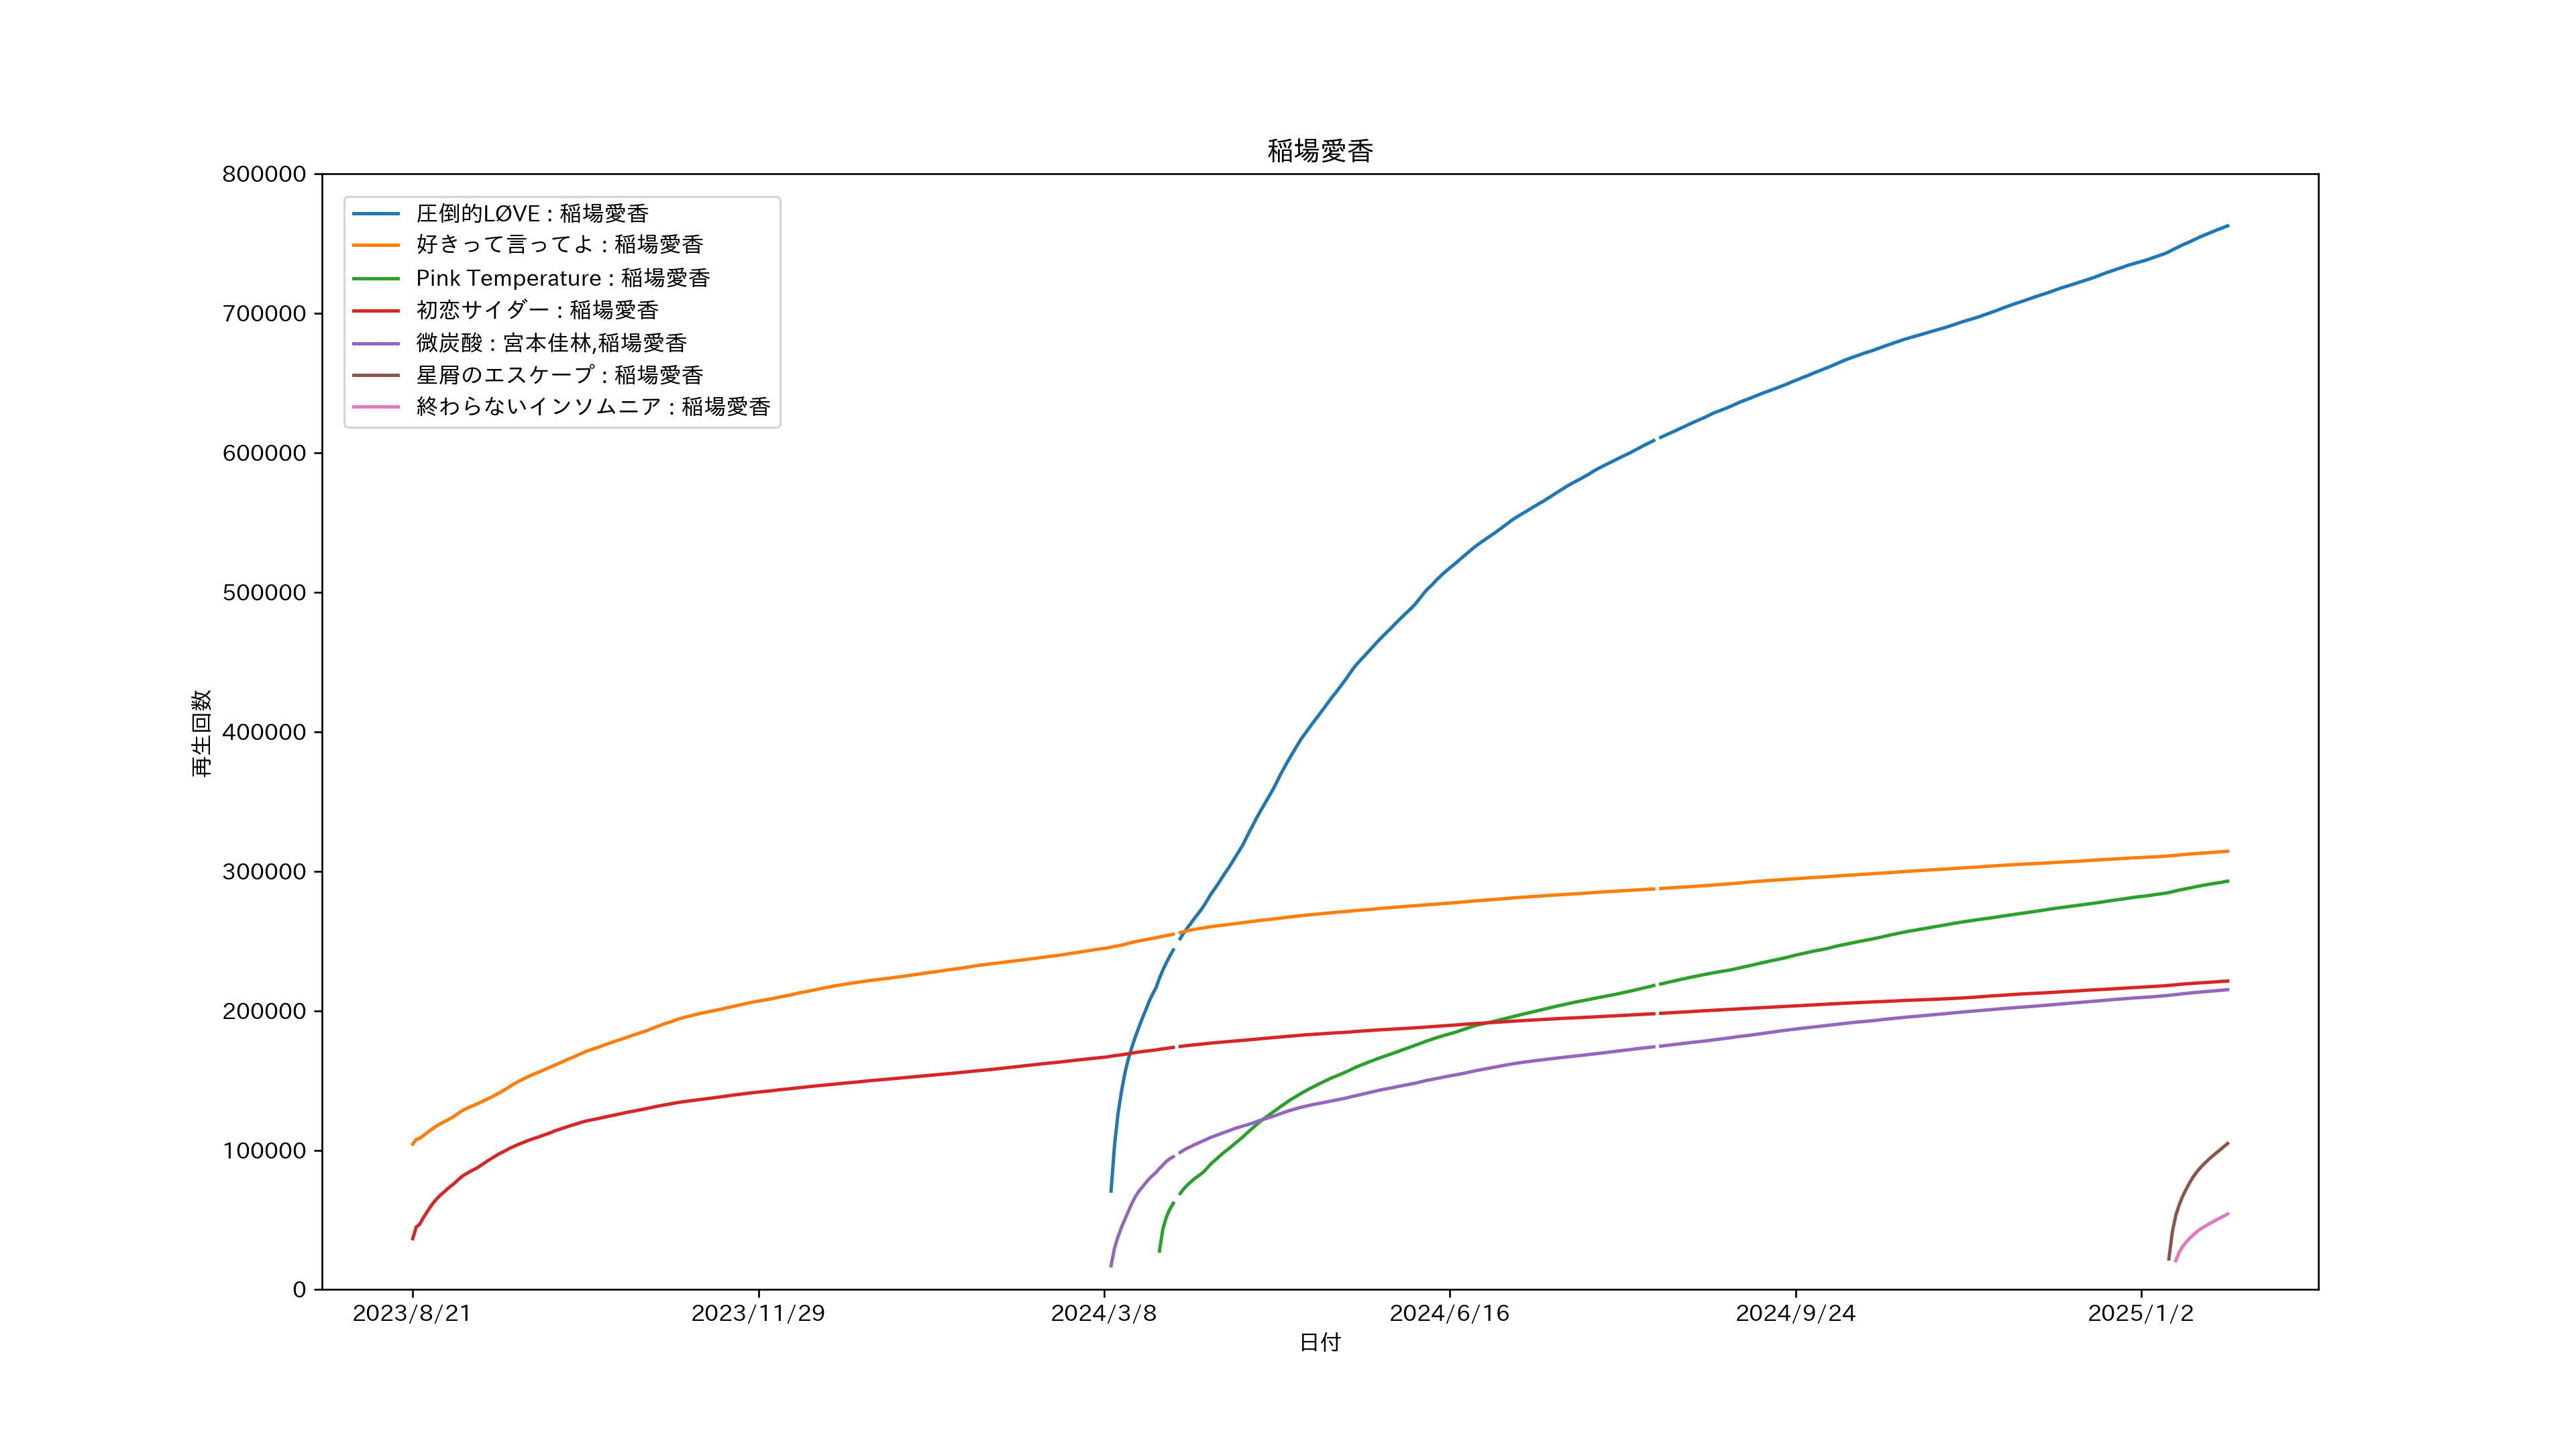 稲場愛香
800000
700000
600000
500000
400000
300000
200000
100000
0
再生回数
圧倒的LØVE : 稲場愛香
好きって言ってよ : 稲場愛香
Pink Temperature : 稲場愛香
初恋サイダー : 稲場愛香
微炭酸 : 宮本佳林,稲場愛香
星屑のエスケープ : 稲場愛香
終わらないインソムニア : 稲場愛香
2023/8/21 2023/11/29 2024/3/8 2024/6/16 2024/9/24 2025/1/2
日付